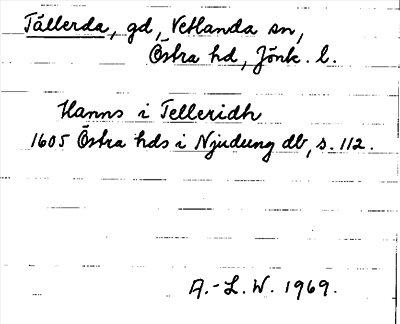 Tällerda, gd, Vetlanda sn,
Östra hd, Jönk. l.
Hanns i Telleridh
1605 Östra hds i Njudung db, s. 112.
A.-L.W. 1969.